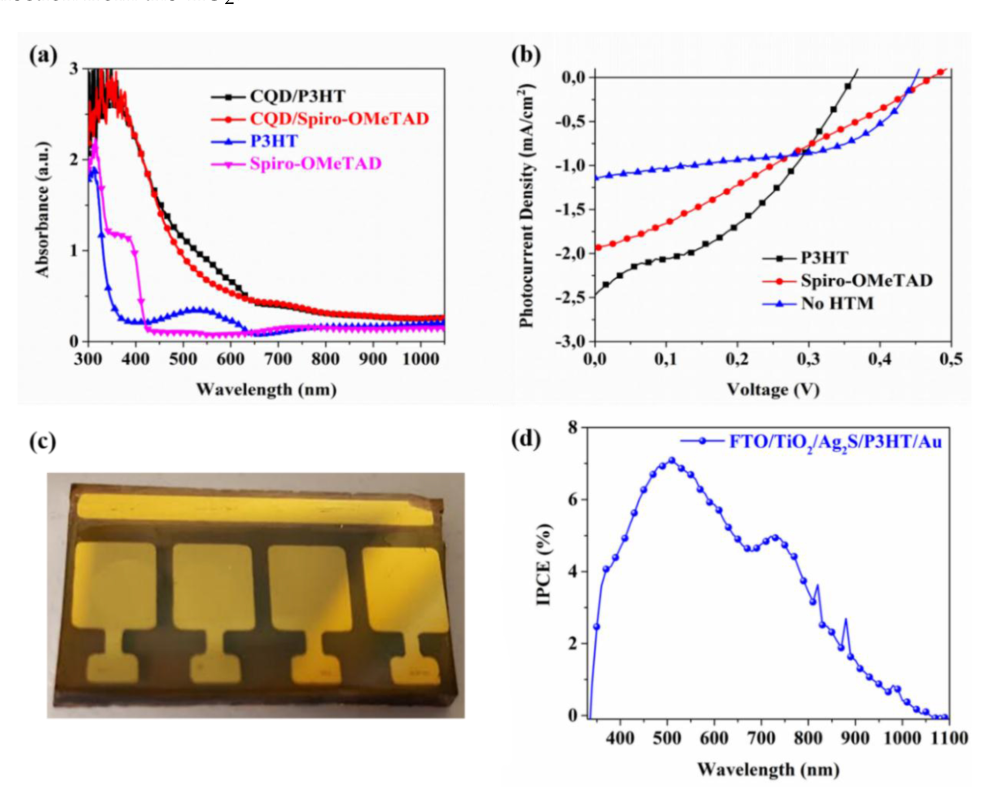 (a)
3
2
1
0
Absorbance (a.u.)
CQD/P3HT
CQD/Spiro-OMeTAD
P3HT
Spiro-OMeTAD
300 400 500 600 700 800 900 1000
Wavelength (nm)
(b)
0,0
-0,5
-1,0
-1,5
-2,0
-2,5
-3,0
Photocurrent Density (mA/cm²)
P3HT
Spiro-OMeTAD
No HTM
0,0 0,1 0,2 0,3 0,4 0,5
Voltage (V)
(c)
(d)
8
6
4
2
0
IPCE (%)
FTO/TiO₂/Ag₂S/P3HT/Au
400 500 600 700 800 900 1000 1100
Wavelength (nm)